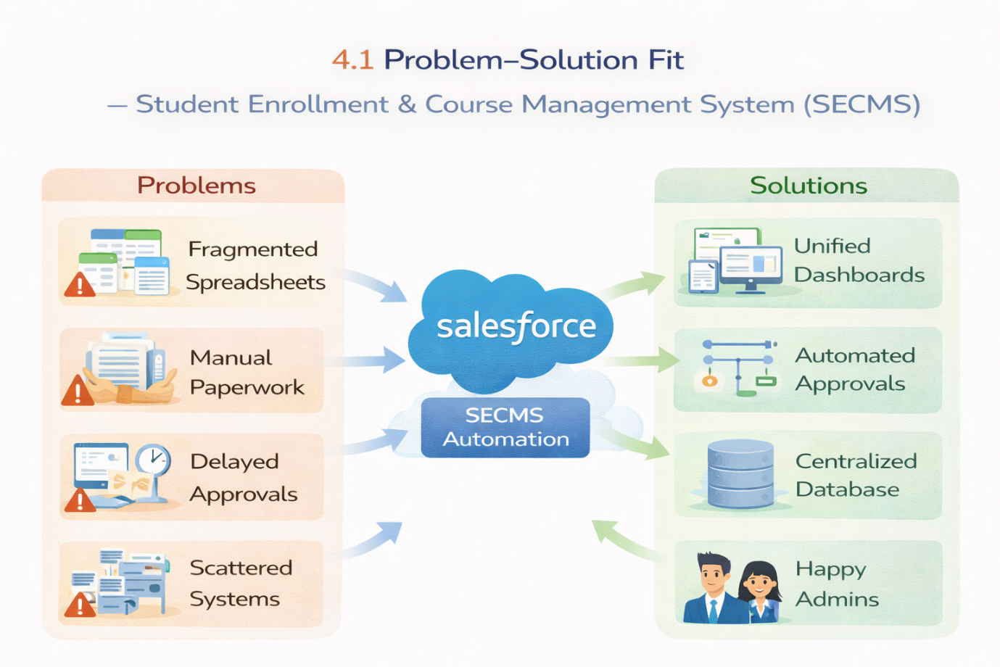 4.1 Problem–Solution Fit
— Student Enrollment & Course Management System (SECMS)
Problems
Fragmented
Spreadsheets
Manual
Paperwork
Delayed
Approvals
Scattered
Systems
salesforce
SECMS
Automation
Solutions
Unified
Dashboards
Automated
Approvals
Centralized
Database
Happy
Admins